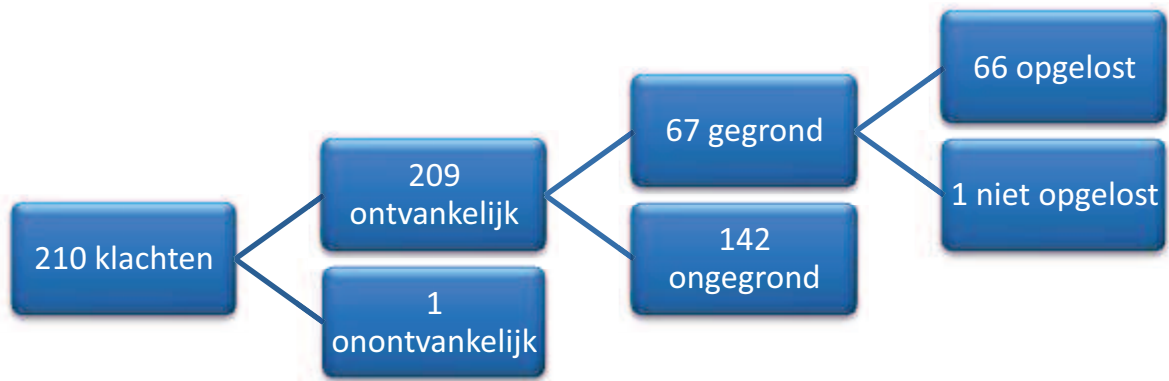 210 klachten
209
ontvankelijk
1
onontvankelijk
67 gegrond
142
ongegrond
66 opgelost
1 niet opgelost